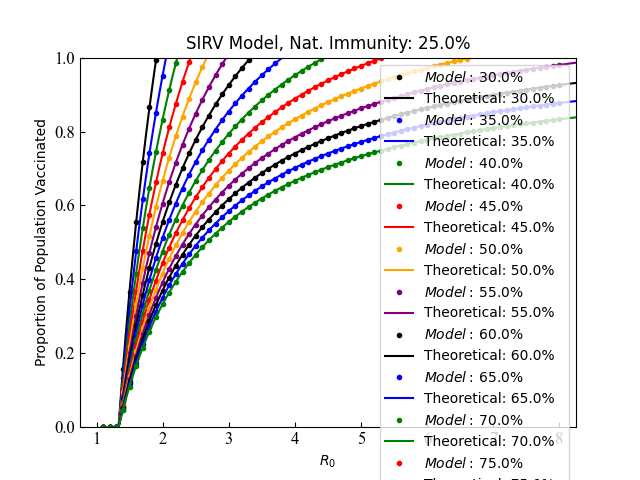 SIRV Model, Nat. Immunity: 25.0%
Proportion of Population Vaccinated
1.0
0.8
0.6
0.4
0.2
0.0
Model : 30.0%
Theoretical: 30.0%
Model : 35.0%
Theoretical: 35.0%
Model : 40.0%
Theoretical: 40.0%
Model : 45.0%
Theoretical: 45.0%
Model : 50.0%
Theoretical: 50.0%
Model : 55.0%
Theoretical: 55.0%
Model : 60.0%
Theoretical: 60.0%
Model : 65.0%
Theoretical: 65.0%
Model : 70.0%
Theoretical: 70.0%
Model : 75.0%
1 2 3 4 5 8
R0